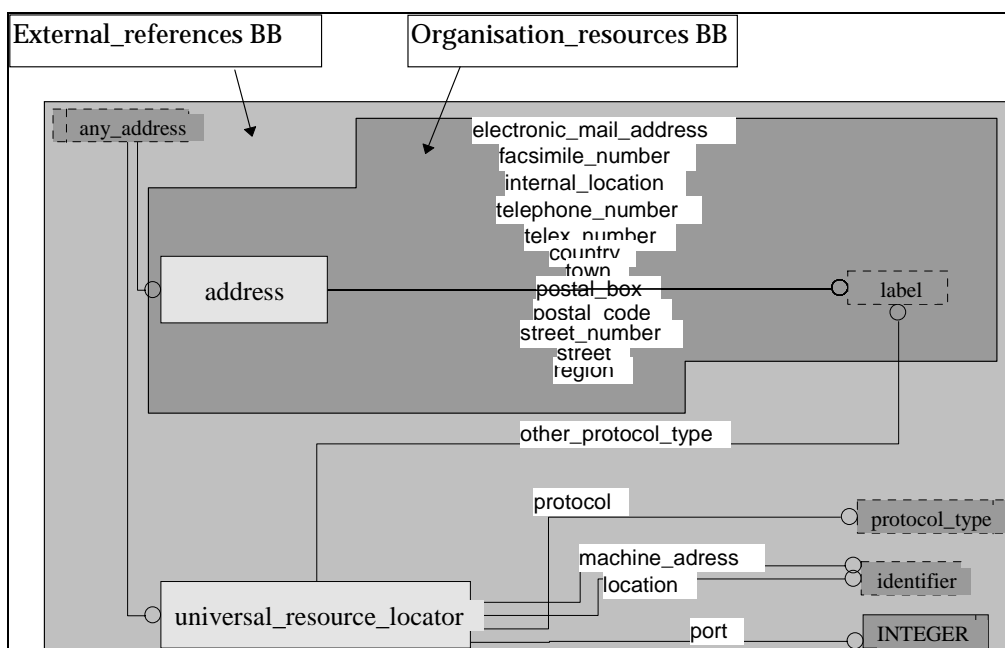 External_references BB
Organisation_resources BB
any_address
electronic_mail_address
facsimile_number
internal_location
telephone_number
telex_number
country
town
address
postal_box
label
postal_code
street_number
street
region
other_protocol_type
protocol
protocol_type
machine_adress
location
identifier
universal_resource_locator
port
INTEGER